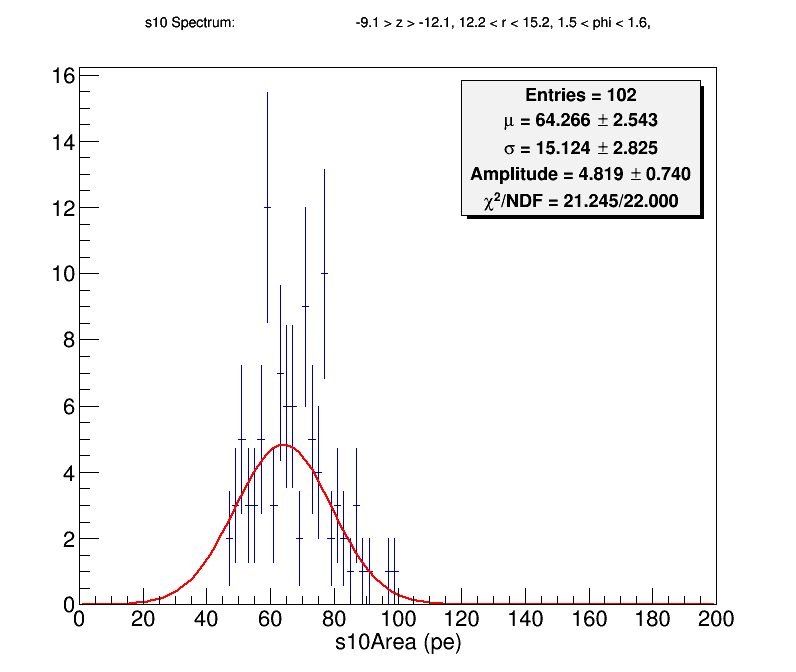 s10 Spectrum: -9.1 > z > -12.1, 12.2 < r < 15.2, 1.5 < phi < 1.6,
Entries = 102
μ = 64.266 ± 2.543
σ = 15.124 ± 2.825
Amplitude = 4.819 ± 0.740
χ²/NDF = 21.245/22.000
16
14
12
10
8
6
4
2
0
0 20 40 60 80 100 120 140 160 180 200
s10Area (pe)